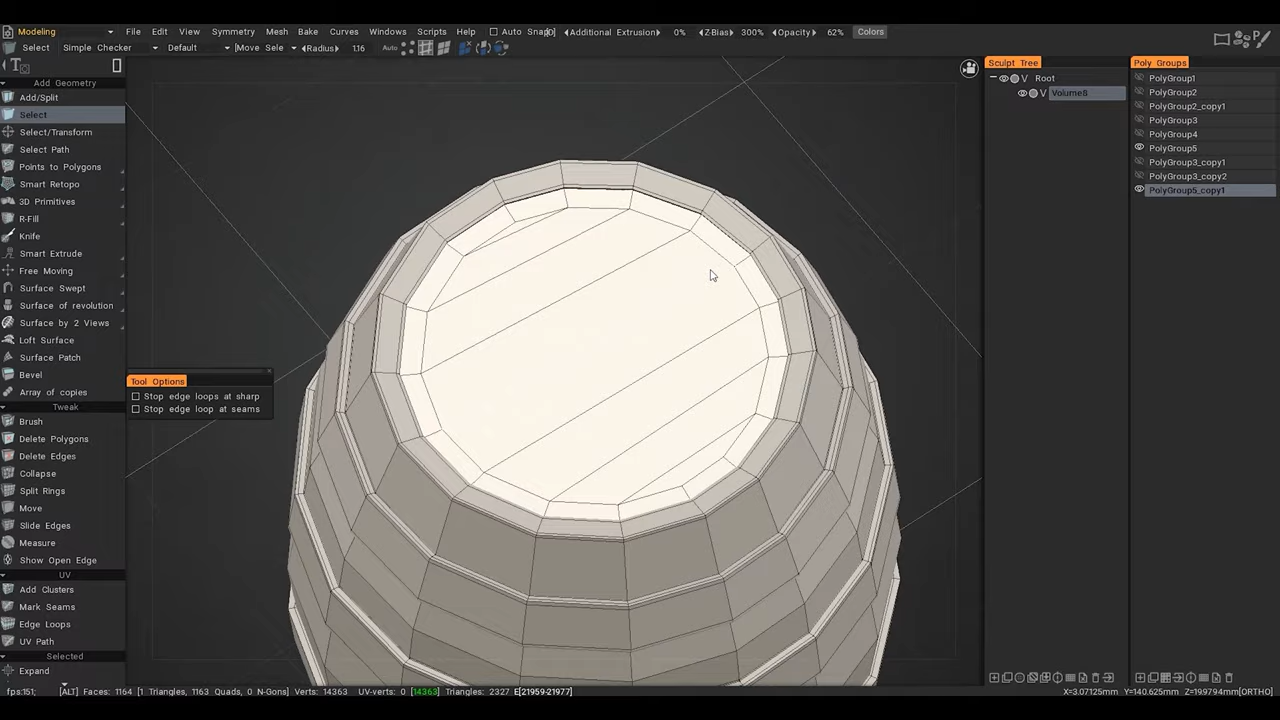 Modeling File Edit View Symmetry Mesh Bake Curves Windows Scripts Help Auto Snap Additional Extrusion 0% Z-Bias 300% Opacity 62% Colors
Select Simple Checker Default Move Sele Radius 116 Auto
Add Geometry
Add/Split
Select
Select/Transform
Select Path
Points to Polygons
Smart Retopo
3D Primitives
R-Fill
Knife
Smart Extrude
Free Moving
Surface Swept
Surface of revolution
Surface by 2 Views
Loft Surface
Surface Patch
Bevel
Array of copies
Tweak
Brush
Delete Polygons
Delete Edges
Collapse
Split Rings
Move
Slide Edges
Measure
Show Open Edge
UV
Add Clusters
Mark Seams
Edge Loops
UV Path
Selected
Expand
Tool Options
Stop edge loops at sharp
Stop edge loop at seams
Sculpt Tree
V Root
V Volume8
Poly Groups
PolyGroup1
PolyGroup2
PolyGroup2_copy1
PolyGroup3
PolyGroup4
PolyGroup5
PolyGroup3_copy1
PolyGroup3_copy2
PolyGroup5_copy1
fps:151; [ALT] Faces: 1164 [1 Triangles, 1163 Quads, 0 N-Gons] Verts: 14363 UV-verts: 0 [14363] Triangles: 2327 E[21959-21977] X=3.07125mm Y=140.625mm Z=19.9794mm[ORTHO]